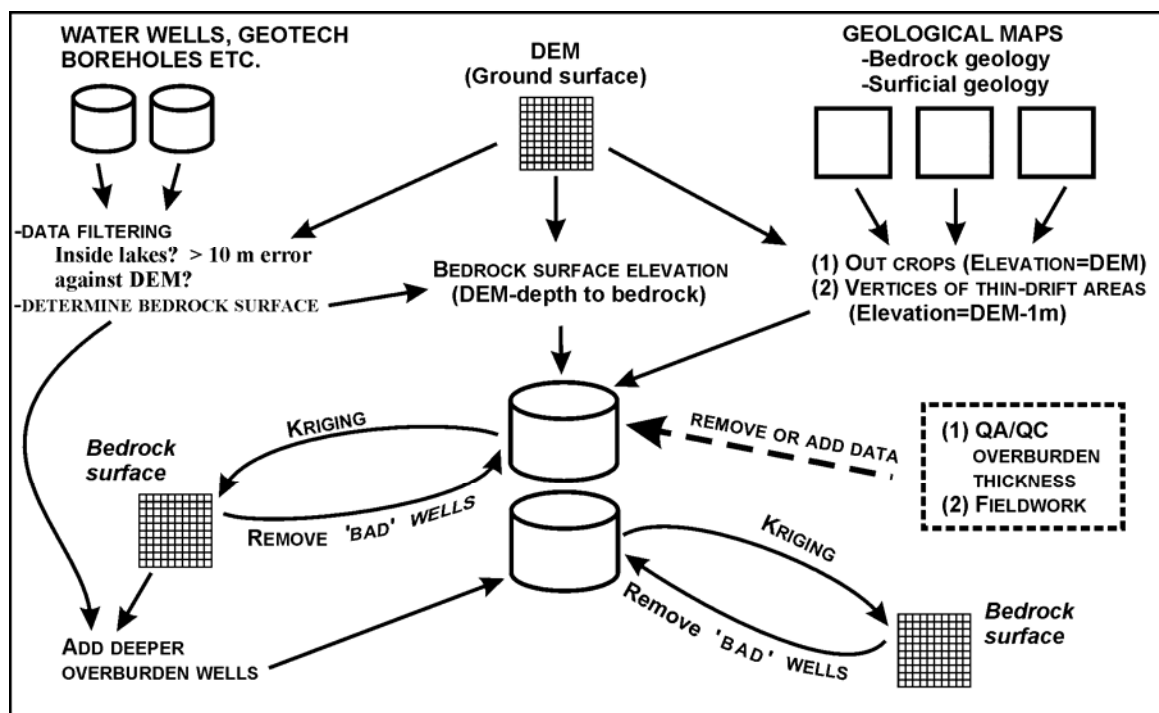 WATER WELLS, GEOTECH
BOREHOLES ETC.
DEM
(Ground surface)
GEOLOGICAL MAPS
-Bedrock geology
-Surficial geology
-DATA FILTERING
Inside lakes? > 10 m error
against DEM?
-DETERMINE BEDROCK SURFACE
BEDROCK SURFACE ELEVATION
(DEM-depth to bedrock)
(1) OUT CROPS (ELEVATION=DEM)
(2) VERTICES OF THIN-DRIFT AREAS
(Elevation=DEM-1m)
KRIGING
Bedrock
surface
REMOVE 'BAD' WELLS
REMOVE OR ADD DATA
(1) QA/QC
OVERBURDEN
THICKNESS
(2) FIELDWORK
KRIGING
Remove 'BAD' WELLS
Bedrock
surface
ADD DEEPER
OVERBURDEN WELLS